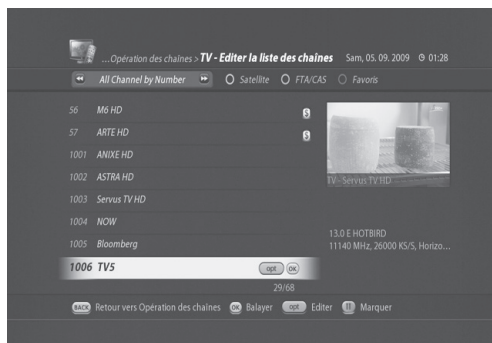 ...Opération des chaînes > TV - Editer la liste des chaînes Sam, 05. 09. 2009 01:28
All Channel by Number Satellite FTA/CAS Favoris
56 M6 HD $
57 ARTE HD $
1001 ANIXE HD
1002 ASTRA HD
1003 Servus TV HD
1004 NOW
1005 Bloomberg
1006 TV5 opt OK
TV - Servus TV HD
13.0 E HOTBIRD
11140 MHz, 26000 KS/S, Horizo...
29/68
BACK Retour vers Opération des chaînes OK Balayer opt Editer Marquer